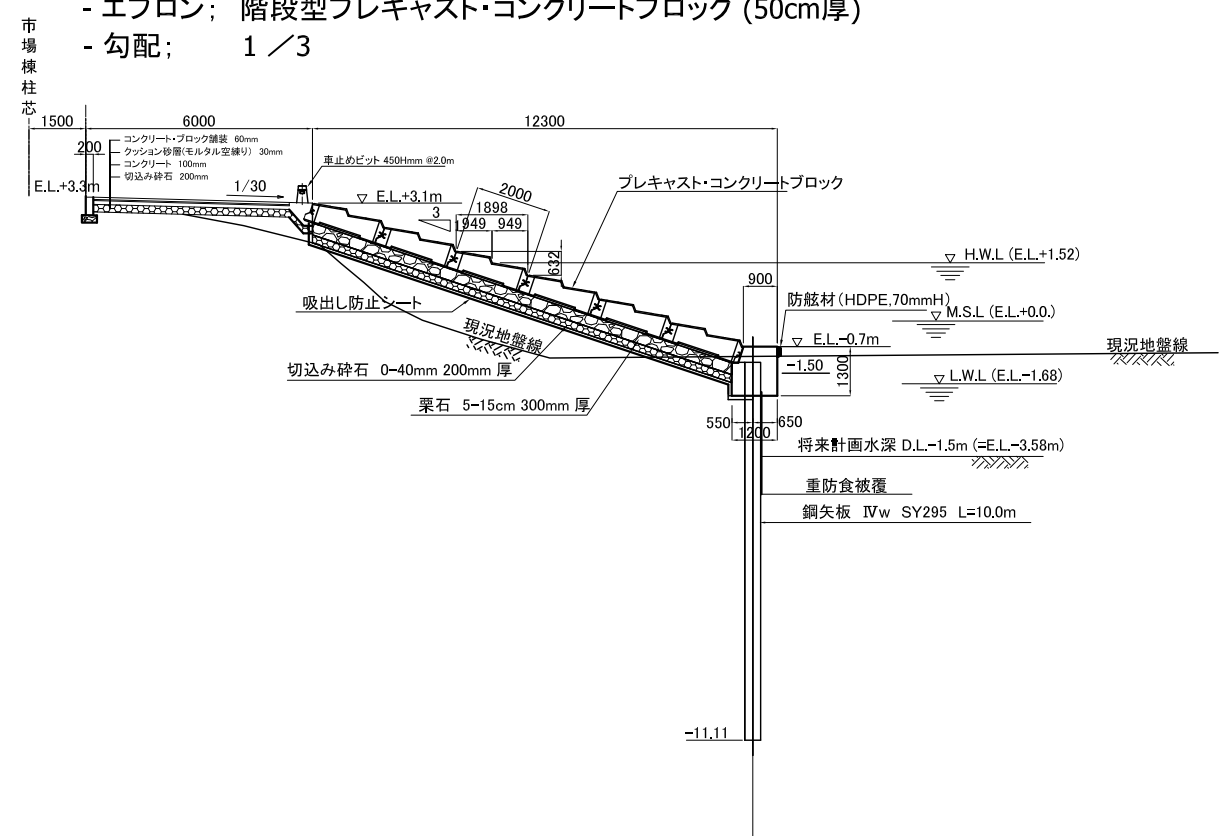 - エプロン; 階段型プレキャスト・コンクリートブロック (50cm厚)
- 勾配; 1／3
市場棟柱芯
1500
6000
12300
200
コンクリート・ブロック舗装 60mm
クッション砂層(モルタル空練り) 30mm
コンクリート 100mm
切込み砕石 200mm
車止めビット 450Hmm @2.0m
E.L.+3.3m
1/30
E.L.+3.1m
3
2000
1898
949
949
632
プレキャスト・コンクリートブロック
H.W.L (E.L.+1.52)
900
防舷材(HDPE,70mmH)
M.S.L (E.L.+0.0.)
吸出し防止シート
現況地盤線
E.L.-0.7m
現況地盤線
切込み砕石 0-40mm 200mm 厚
-1.50
1300
L.W.L (E.L.-1.68)
栗石 5-15cm 300mm 厚
550
650
1200
将来計画水深 D.L.-1.5m (=E.L.-3.58m)
重防食被覆
鋼矢板 Ⅳw SY295 L=10.0m
-11.11